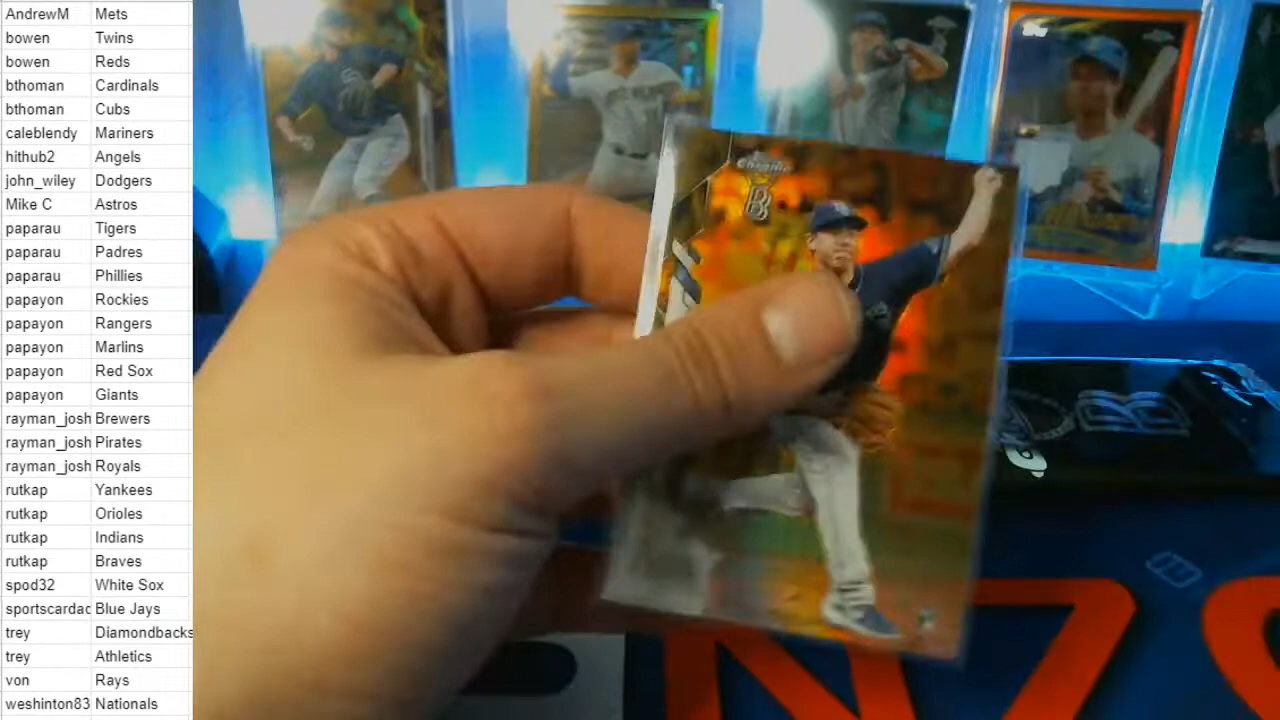 AndrewM Mets
bowen Twins
bowen Reds
bthoman Cardinals
bthoman Cubs
caleblendy Mariners
hithub2 Angels
john_wiley Dodgers
Mike C Astros
paparau Tigers
paparau Padres
paparau Phillies
papayon Rockies
papayon Rangers
papayon Marlins
papayon Red Sox
papayon Giants
rayman_josh Brewers
rayman_josh Pirates
rayman_josh Royals
rutkap Yankees
rutkap Orioles
rutkap Indians
rutkap Braves
spod32 White Sox
sportscardac Blue Jays
trey Diamondbacks
trey Athletics
von Rays
weshinton83 Nationals
Chrome
B
B